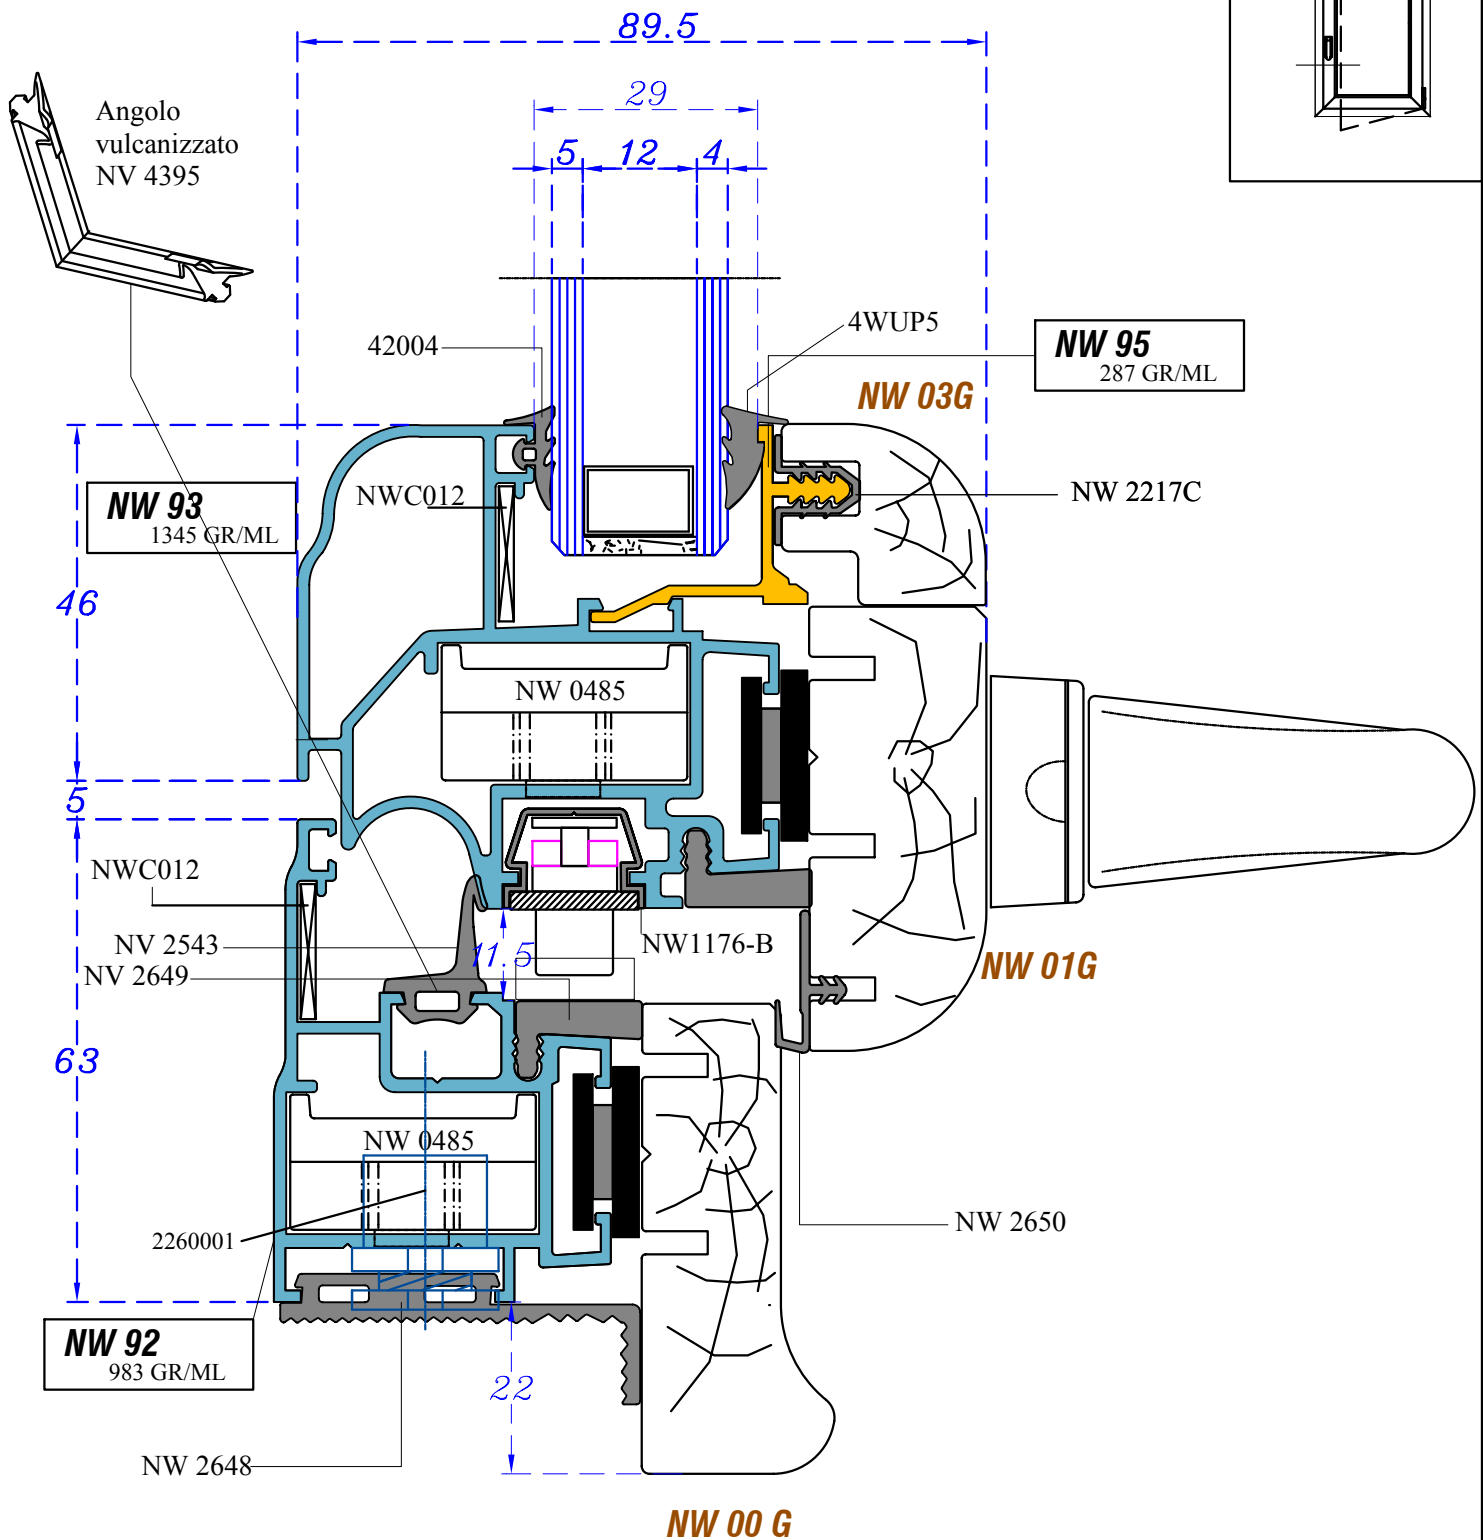 89.5
29
5 12 4
Angolo
vulcanizzato
NV 4395
42004
4WUP5
NW 95
287 GR/ML
NW 03G
NWC012
NW 2217C
NW 93
1345 GR/ML
46
NW 0485
5
NWC012
NV 2543
NV 2649
11.5
NW1176-B
NW 01G
63
NW 0485
2260001
NW 2650
NW 92
983 GR/ML
22
NW 2648
NW 00 G